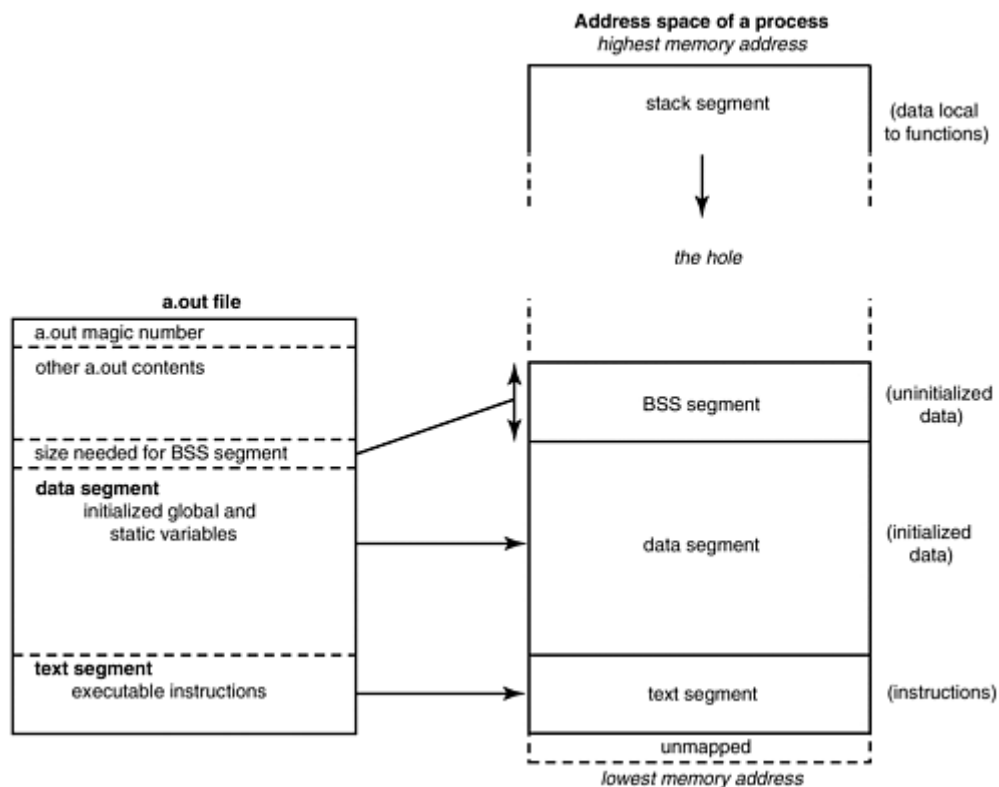 Address space of a process
highest memory address
stack segment
(data local
to functions)
the hole
a.out file
a.out magic number
other a.out contents
size needed for BSS segment
data segment
initialized global and
static variables
text segment
executable instructions
BSS segment
(uninitialized
data)
data segment
(initialized
data)
text segment
(instructions)
unmapped
lowest memory address